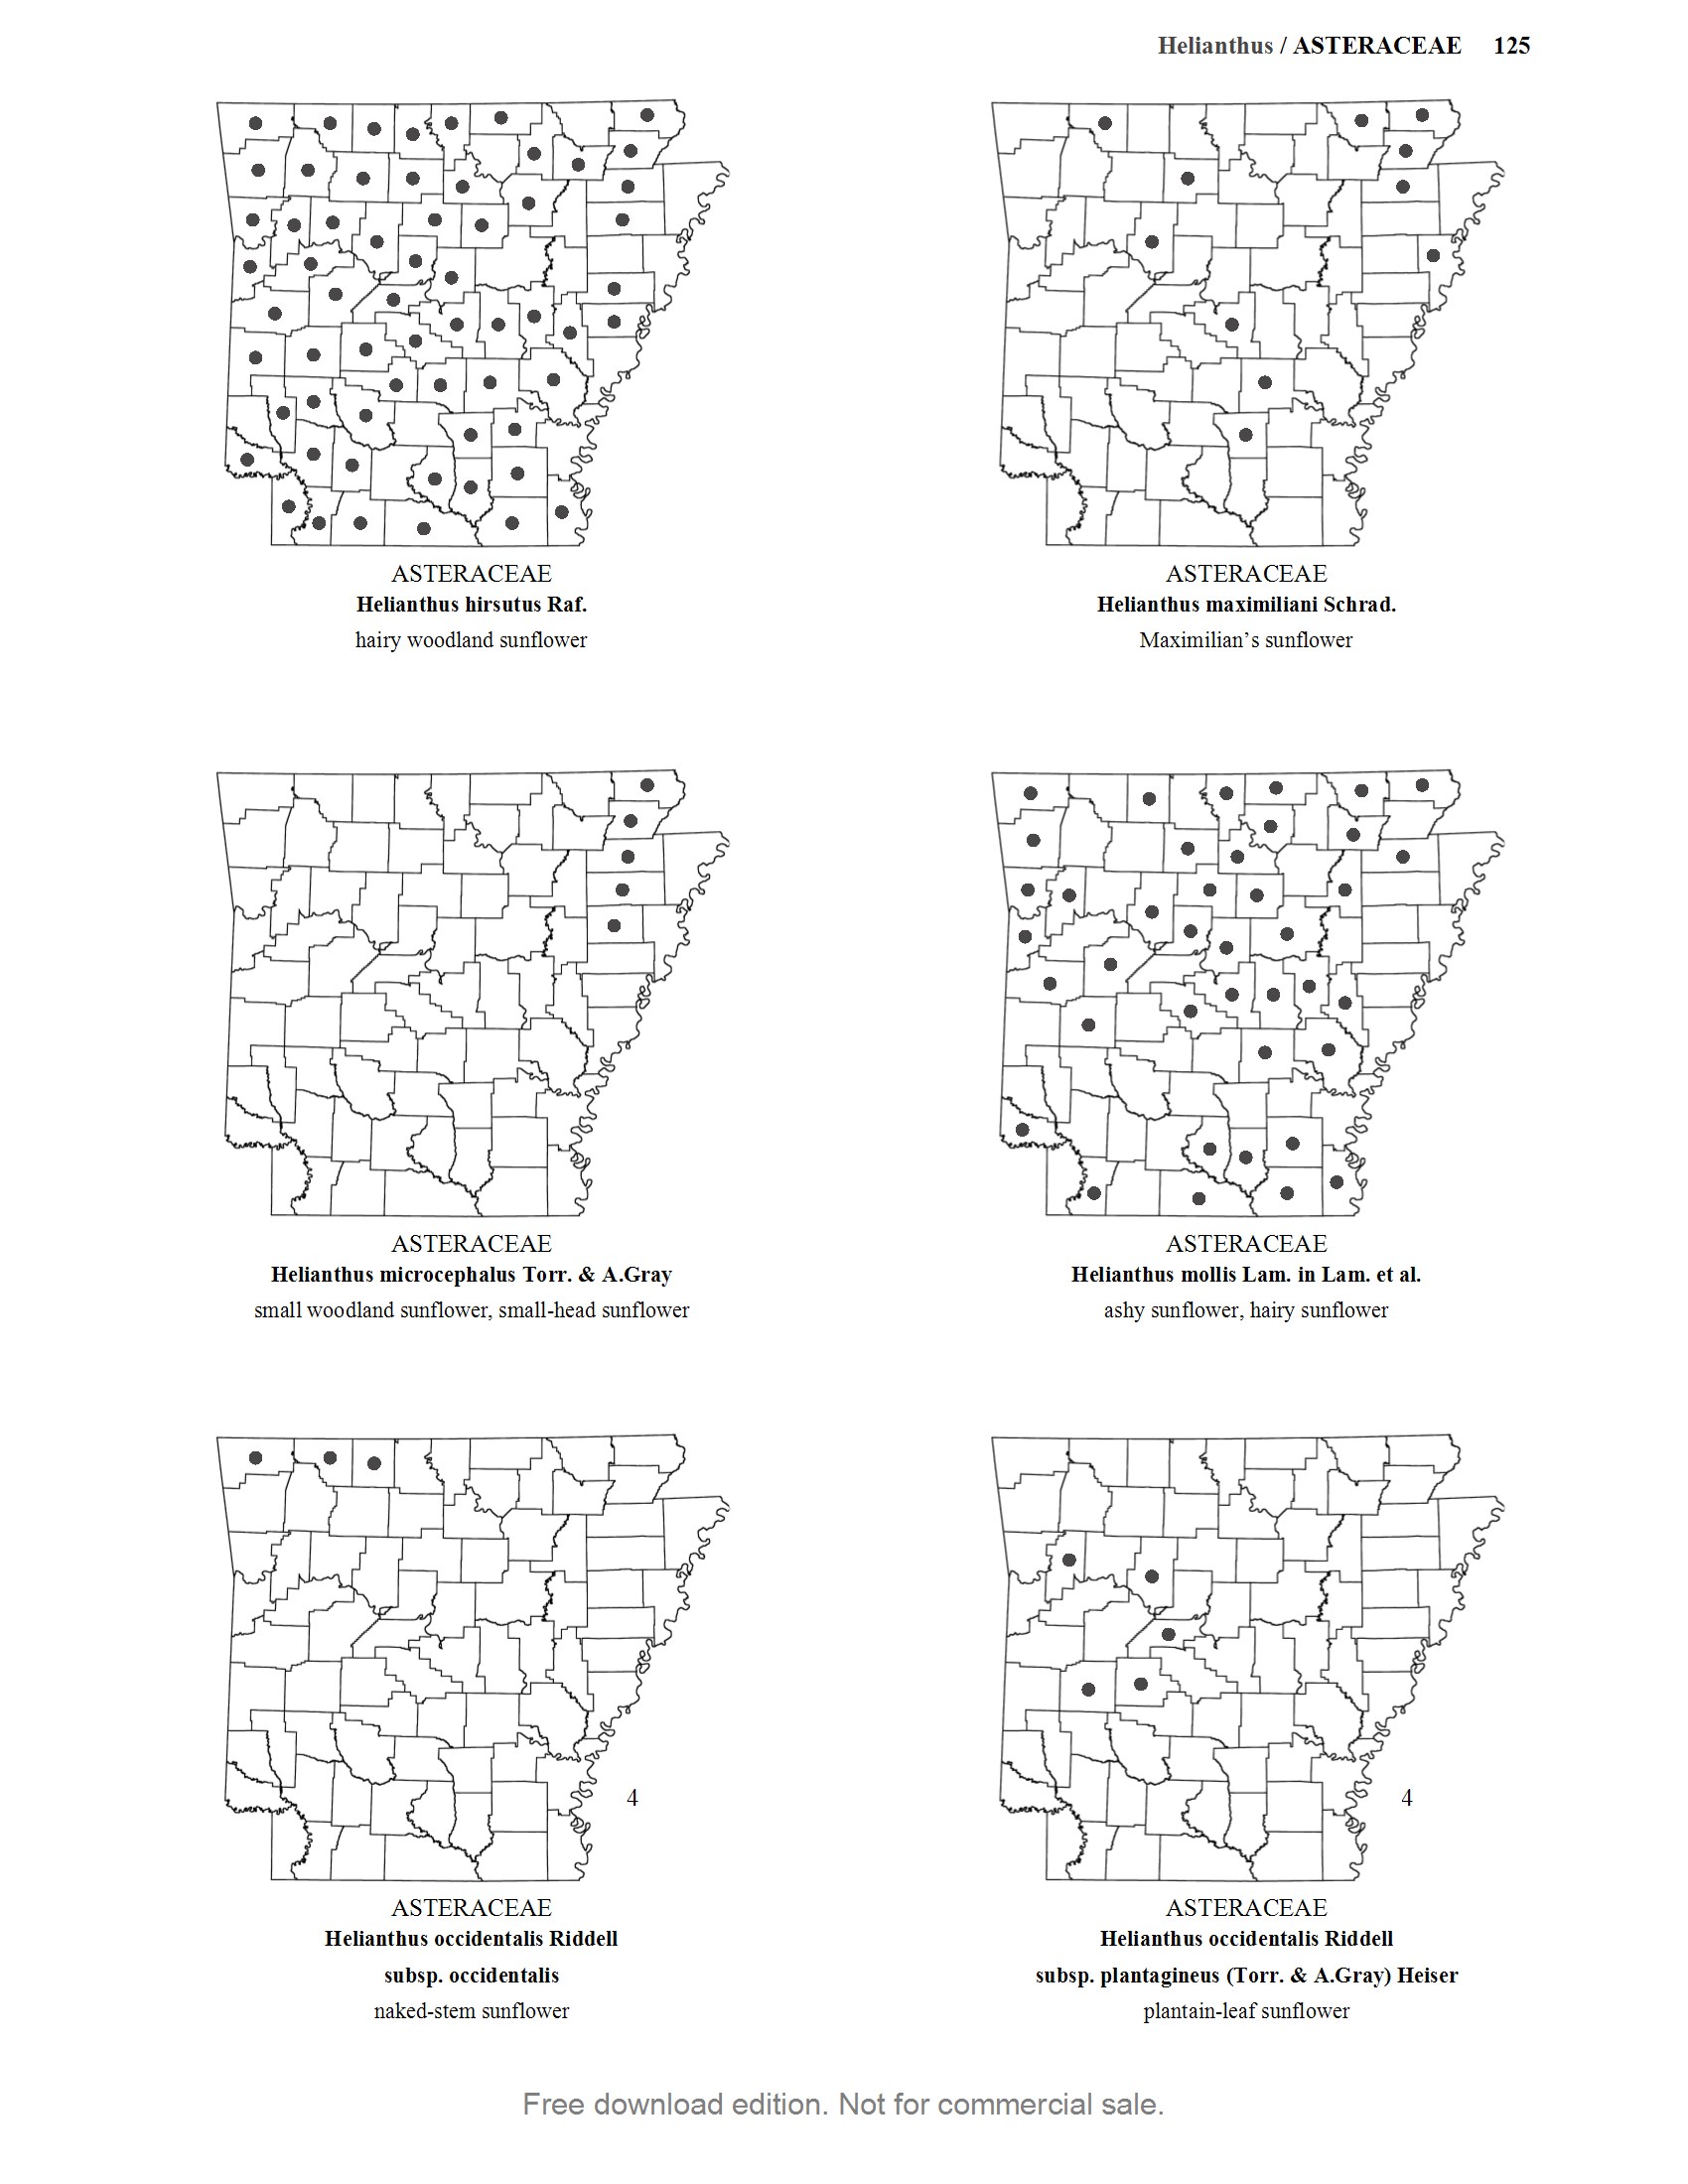 Helianthus / ASTERACEAE 125
ASTERACEAE
Helianthus hirsutus Raf.
hairy woodland sunflower
ASTERACEAE
Helianthus maximiliani Schrad.
Maximilian’s sunflower
ASTERACEAE
Helianthus microcephalus Torr. & A.Gray
small woodland sunflower, small-head sunflower
ASTERACEAE
Helianthus mollis Lam. in Lam. et al.
ashy sunflower, hairy sunflower
4
ASTERACEAE
Helianthus occidentalis Riddell
subsp. occidentalis
naked-stem sunflower
4
ASTERACEAE
Helianthus occidentalis Riddell
subsp. plantagineus (Torr. & A.Gray) Heiser
plantain-leaf sunflower
Free download edition. Not for commercial sale.